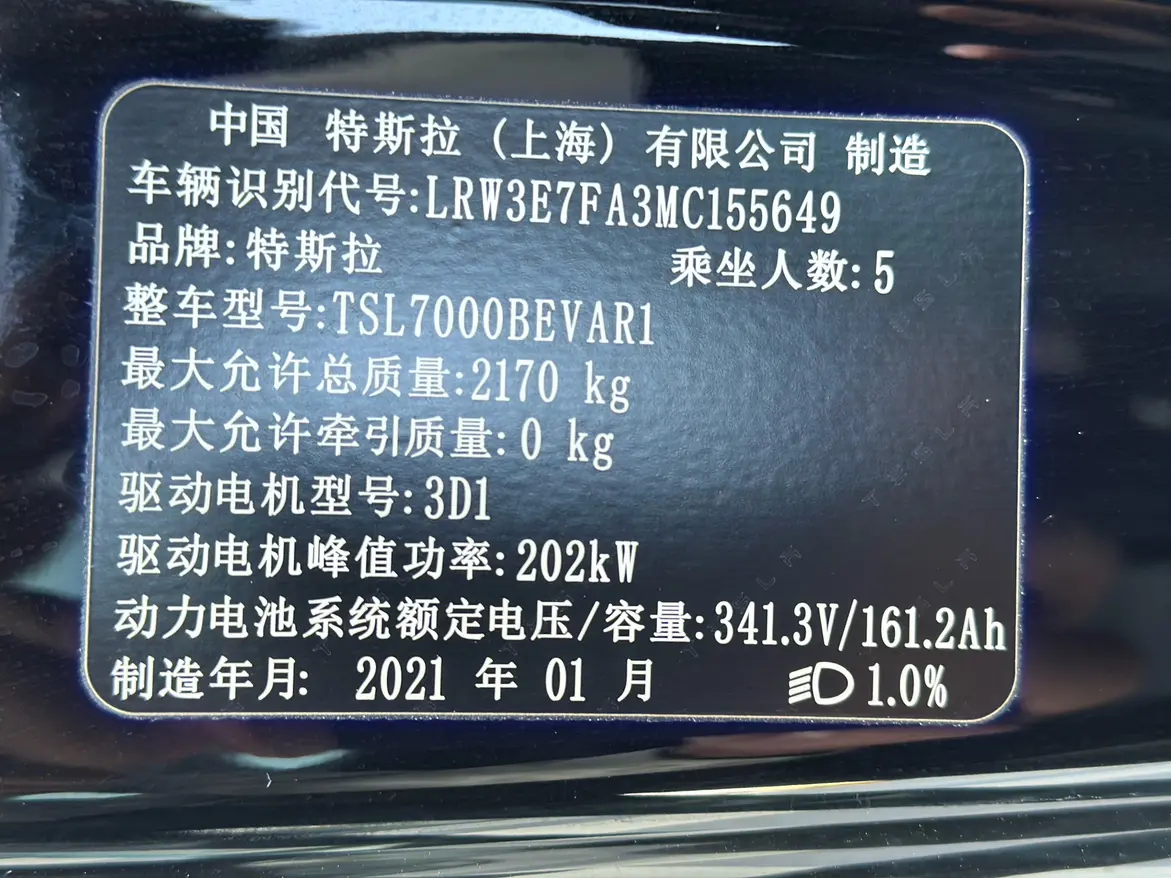 中国 特斯拉 (上海) 有限公司 制造
车辆识别代号:LRW3E7FA3MC155649
品牌:特斯拉 乘坐人数:5
整车型号:TSL7000BEVAR1
最大允许总质量:2170 kg
最大允许牵引质量:0 kg
驱动电机型号:3D1
驱动电机峰值功率:202kW
动力电池系统额定电压/容量:341.3V/161.2Ah
制造年月: 2021 年 01 月 1.0%